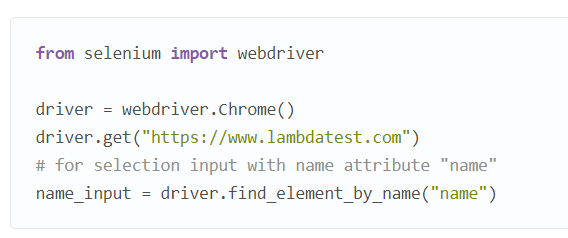 from selenium import webdriver
driver = webdriver.Chrome()
driver.get("https://www.lambdatest.com")
# for selection input with name attribute "name"
name_input = driver.find_element_by_name("name")